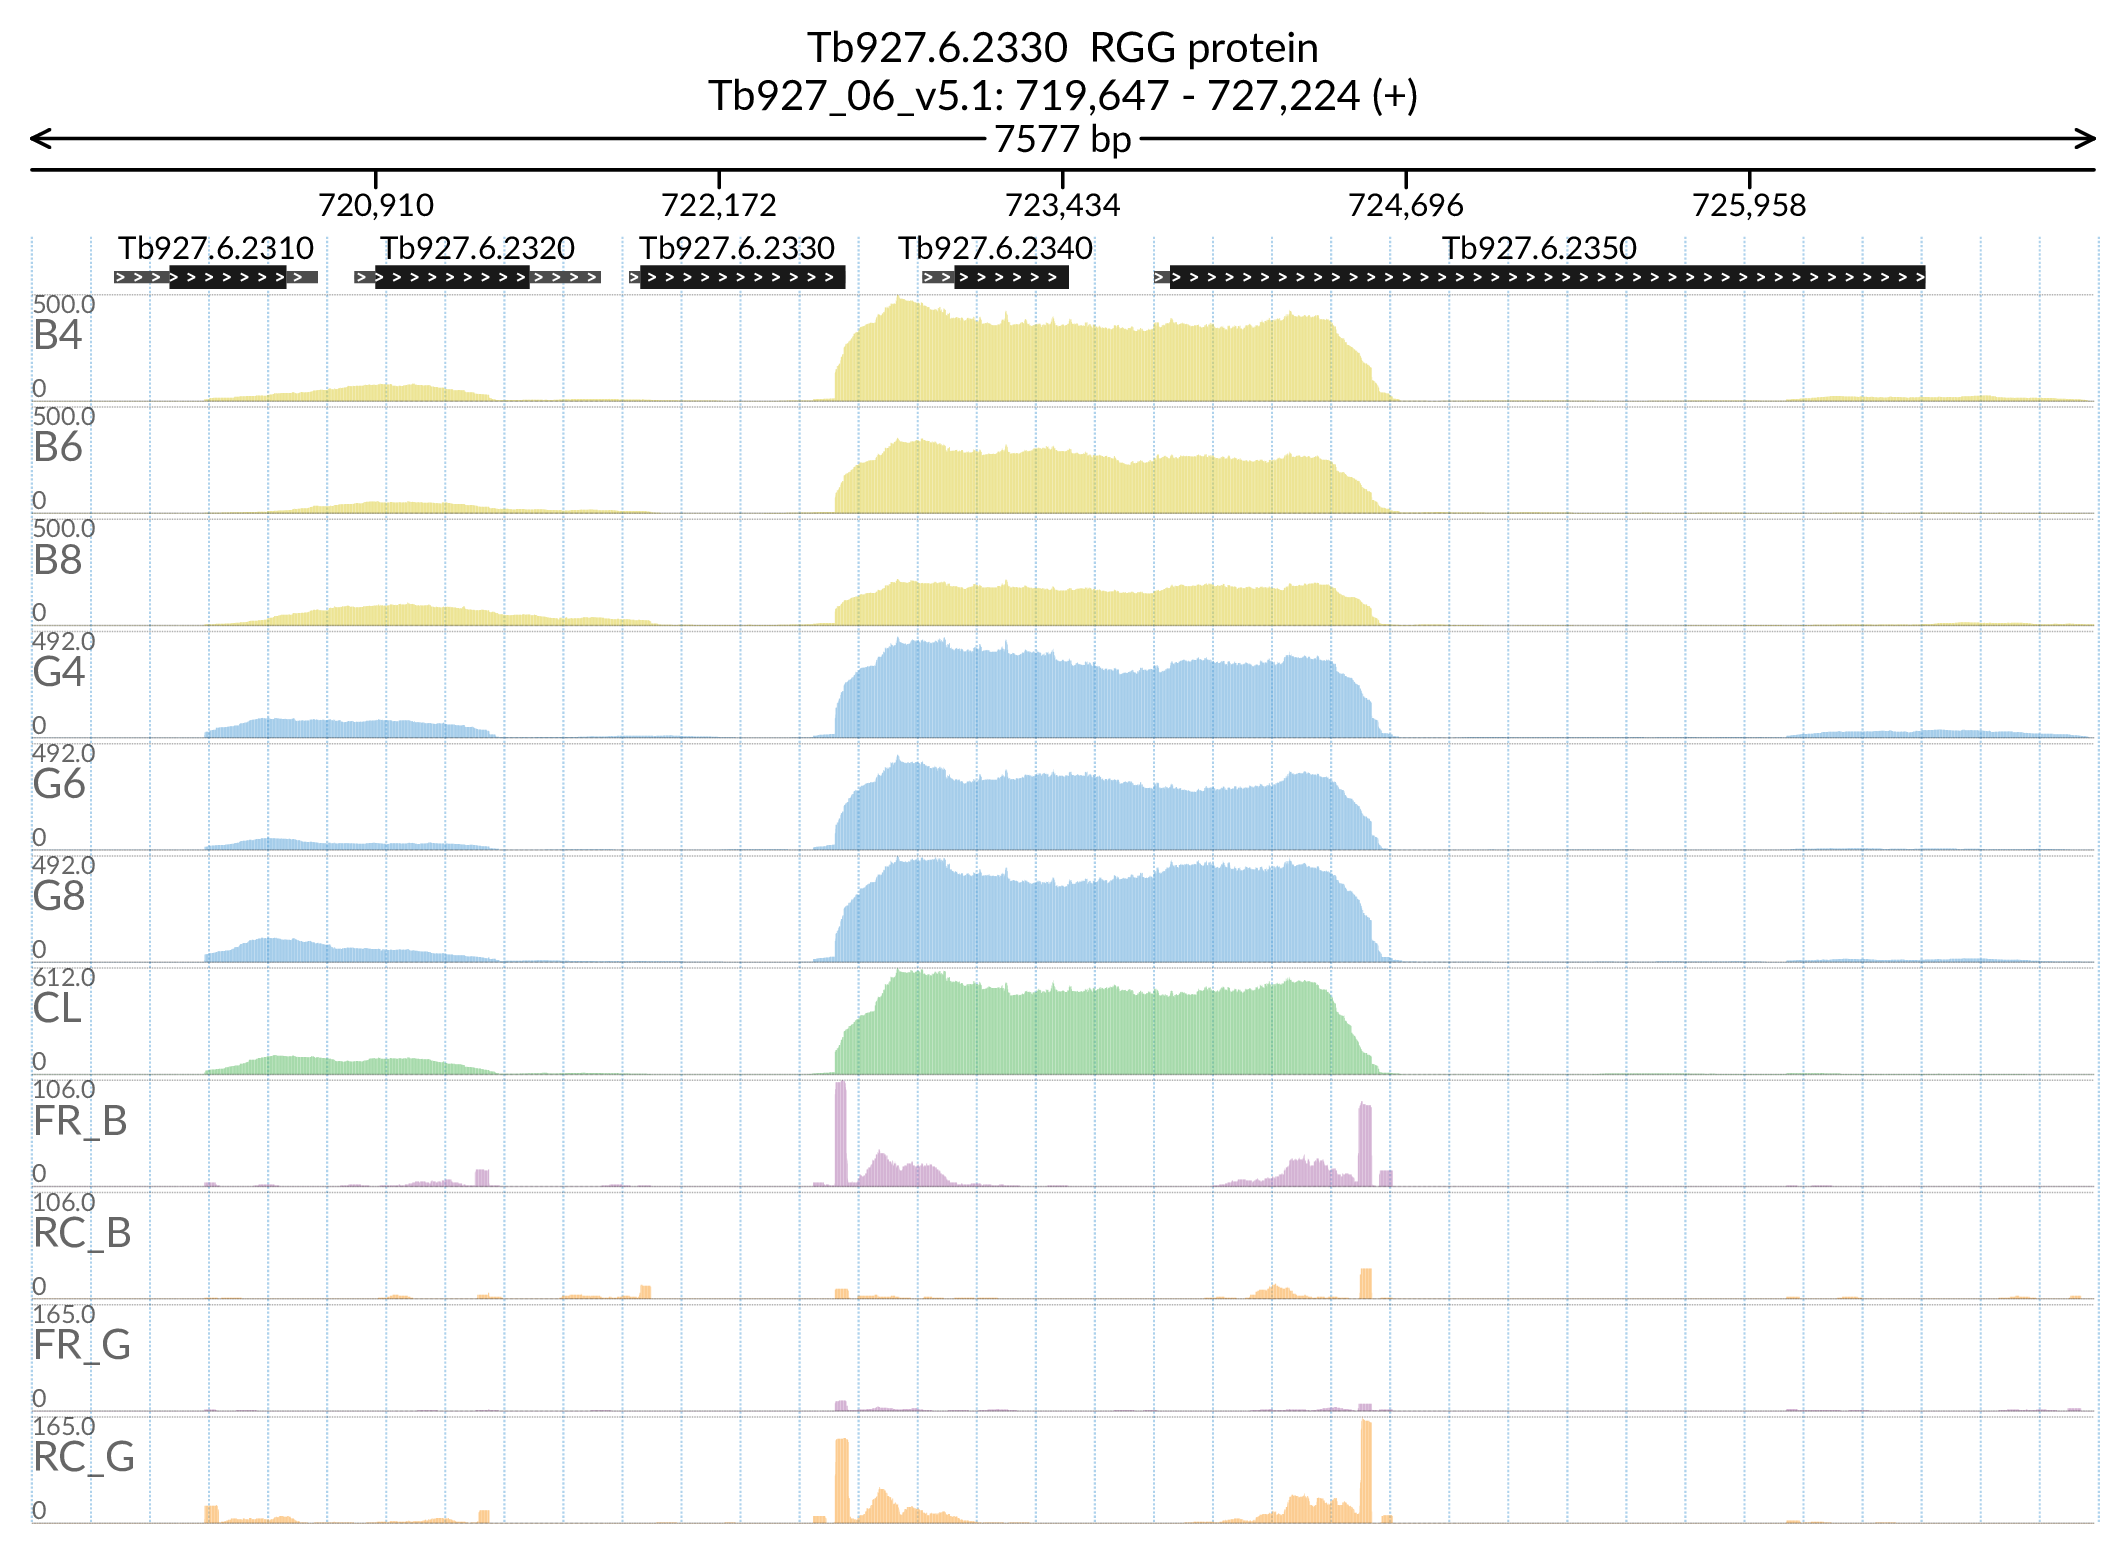 Tb927.6.2330  RGG protein
Tb927_06_v5.1: 719,647 - 727,224 (+)
7577 bp
720,910 722,172 723,434 724,696 725,958
Tb927.6.2310 Tb927.6.2320 Tb927.6.2330 Tb927.6.2340 Tb927.6.2350
500.0
B4
0
500.0
B6
0
500.0
B8
0
492.0
G4
0
492.0
G6
0
492.0
G8
0
612.0
CL
0
106.0
FR_B
0
106.0
RC_B
0
165.0
FR_G
0
165.0
RC_G
0